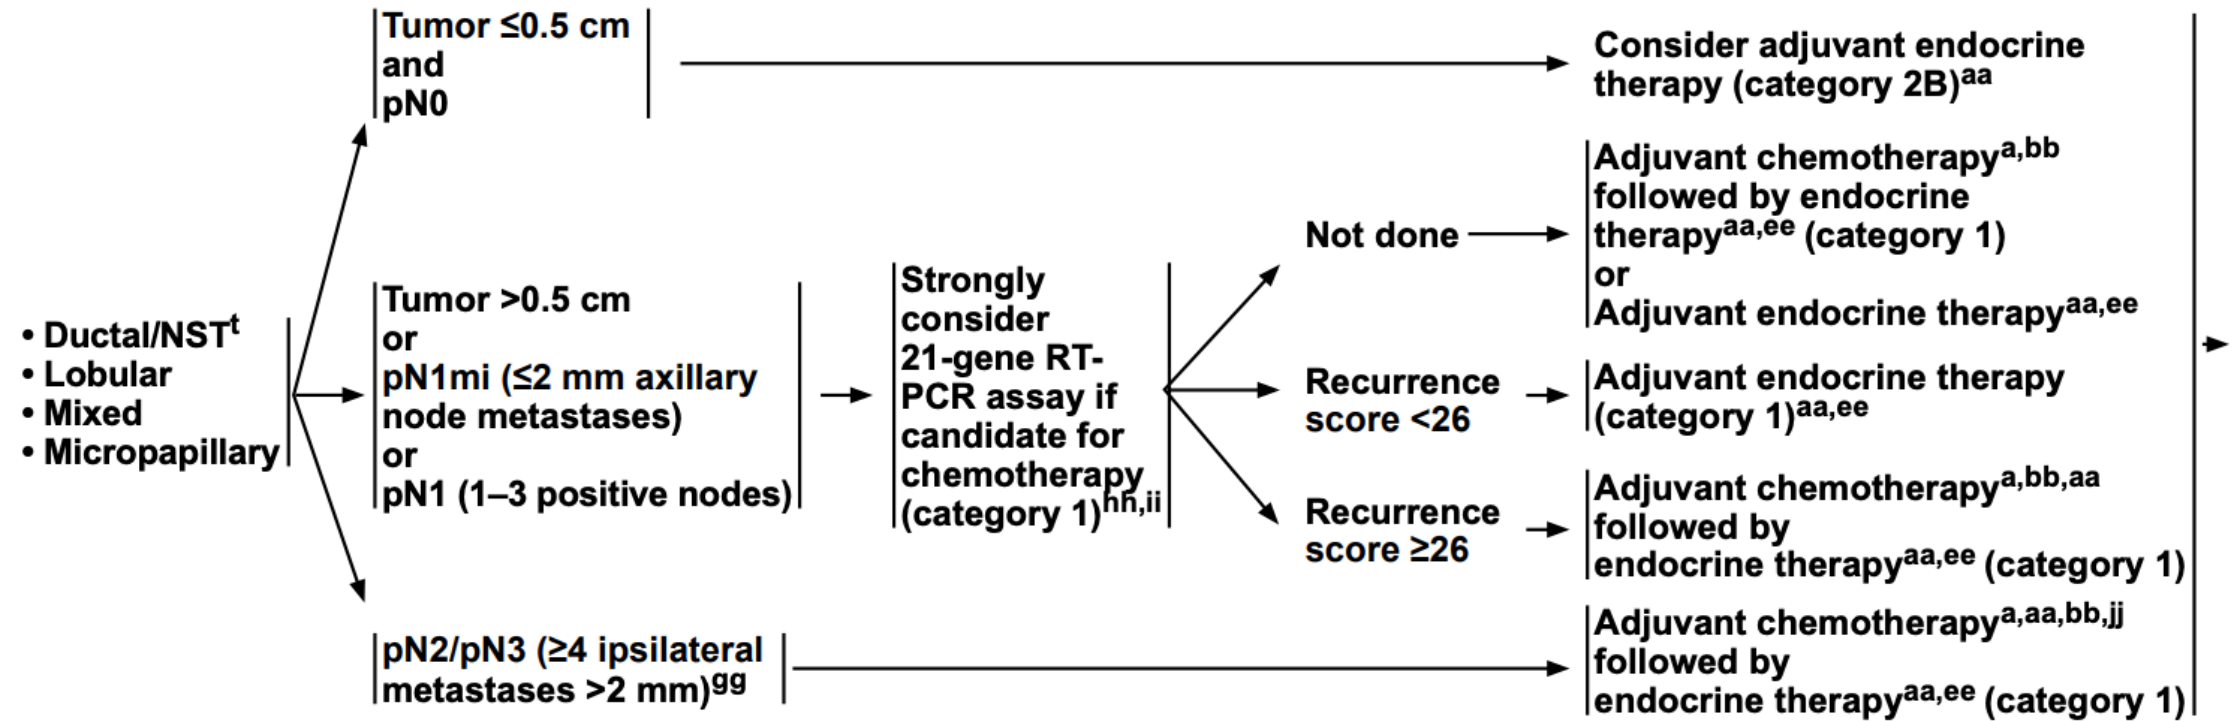 • Ductal/NSTt
• Lobular
• Mixed
• Micropapillary
Tumor ≤0.5 cm
and
pN0
Consider adjuvant endocrine
therapy (category 2B)aa
Tumor >0.5 cm
or
pN1mi (≤2 mm axillary
node metastases)
or
pN1 (1–3 positive nodes)
Strongly
consider
21-gene RT-
PCR assay if
candidate for
chemotherapy
(category 1)hh,ii
Not done
Adjuvant chemotherapya,bb
followed by endocrine
therapyaa,ee (category 1)
or
Adjuvant endocrine therapyaa,ee
Recurrence
score <26
Adjuvant endocrine therapy
(category 1)aa,ee
Recurrence
score ≥26
Adjuvant chemotherapya,bb,aa
followed by
endocrine therapyaa,ee (category 1)
pN2/pN3 (≥4 ipsilateral
metastases >2 mm)gg
Adjuvant chemotherapya,aa,bb,jj
followed by
endocrine therapyaa,ee (category 1)